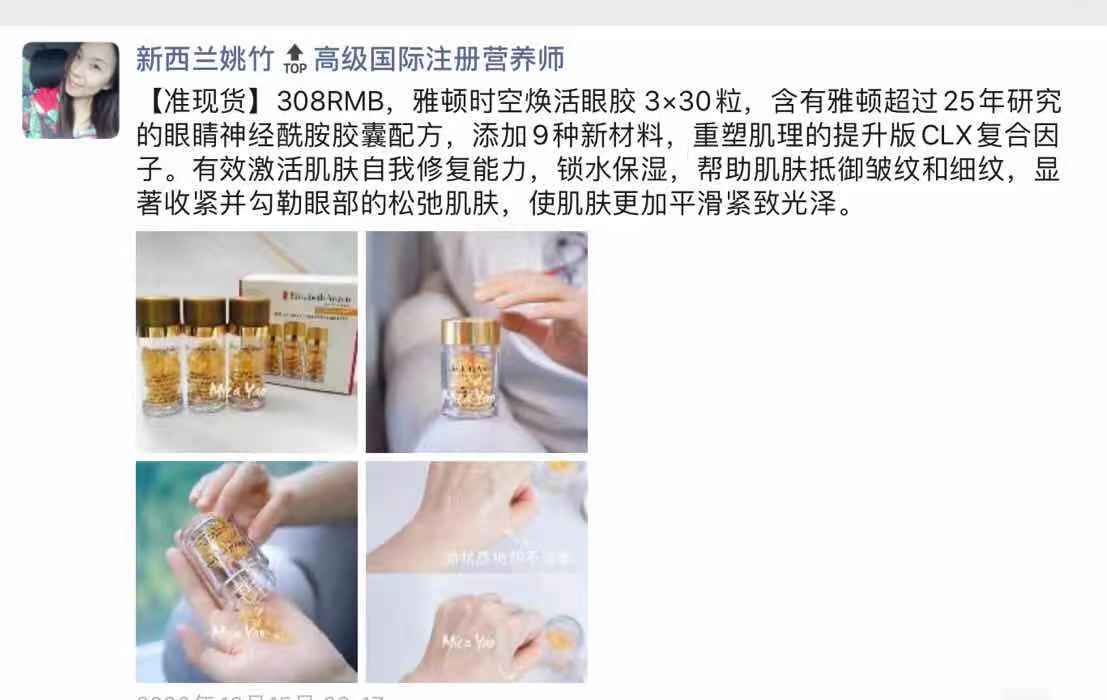 新西兰姚竹 TOP 高级国际注册营养师
【准现货】308RMB，雅顿时空焕活眼胶 3×30粒，含有雅顿超过25年研究
的眼睛神经酰胺胶囊配方，添加9种新材料，重塑肌理的提升版CLX复合因
子。有效激活肌肤自我修复能力，锁水保湿，帮助肌肤抵御皱纹和细纹，显
著收紧并勾勒眼部的松弛肌肤，使肌肤更加平滑紧致光泽。
Elizabeth Arden
Mica Yao
Mica Yao
Mica Yao
Mica Yao